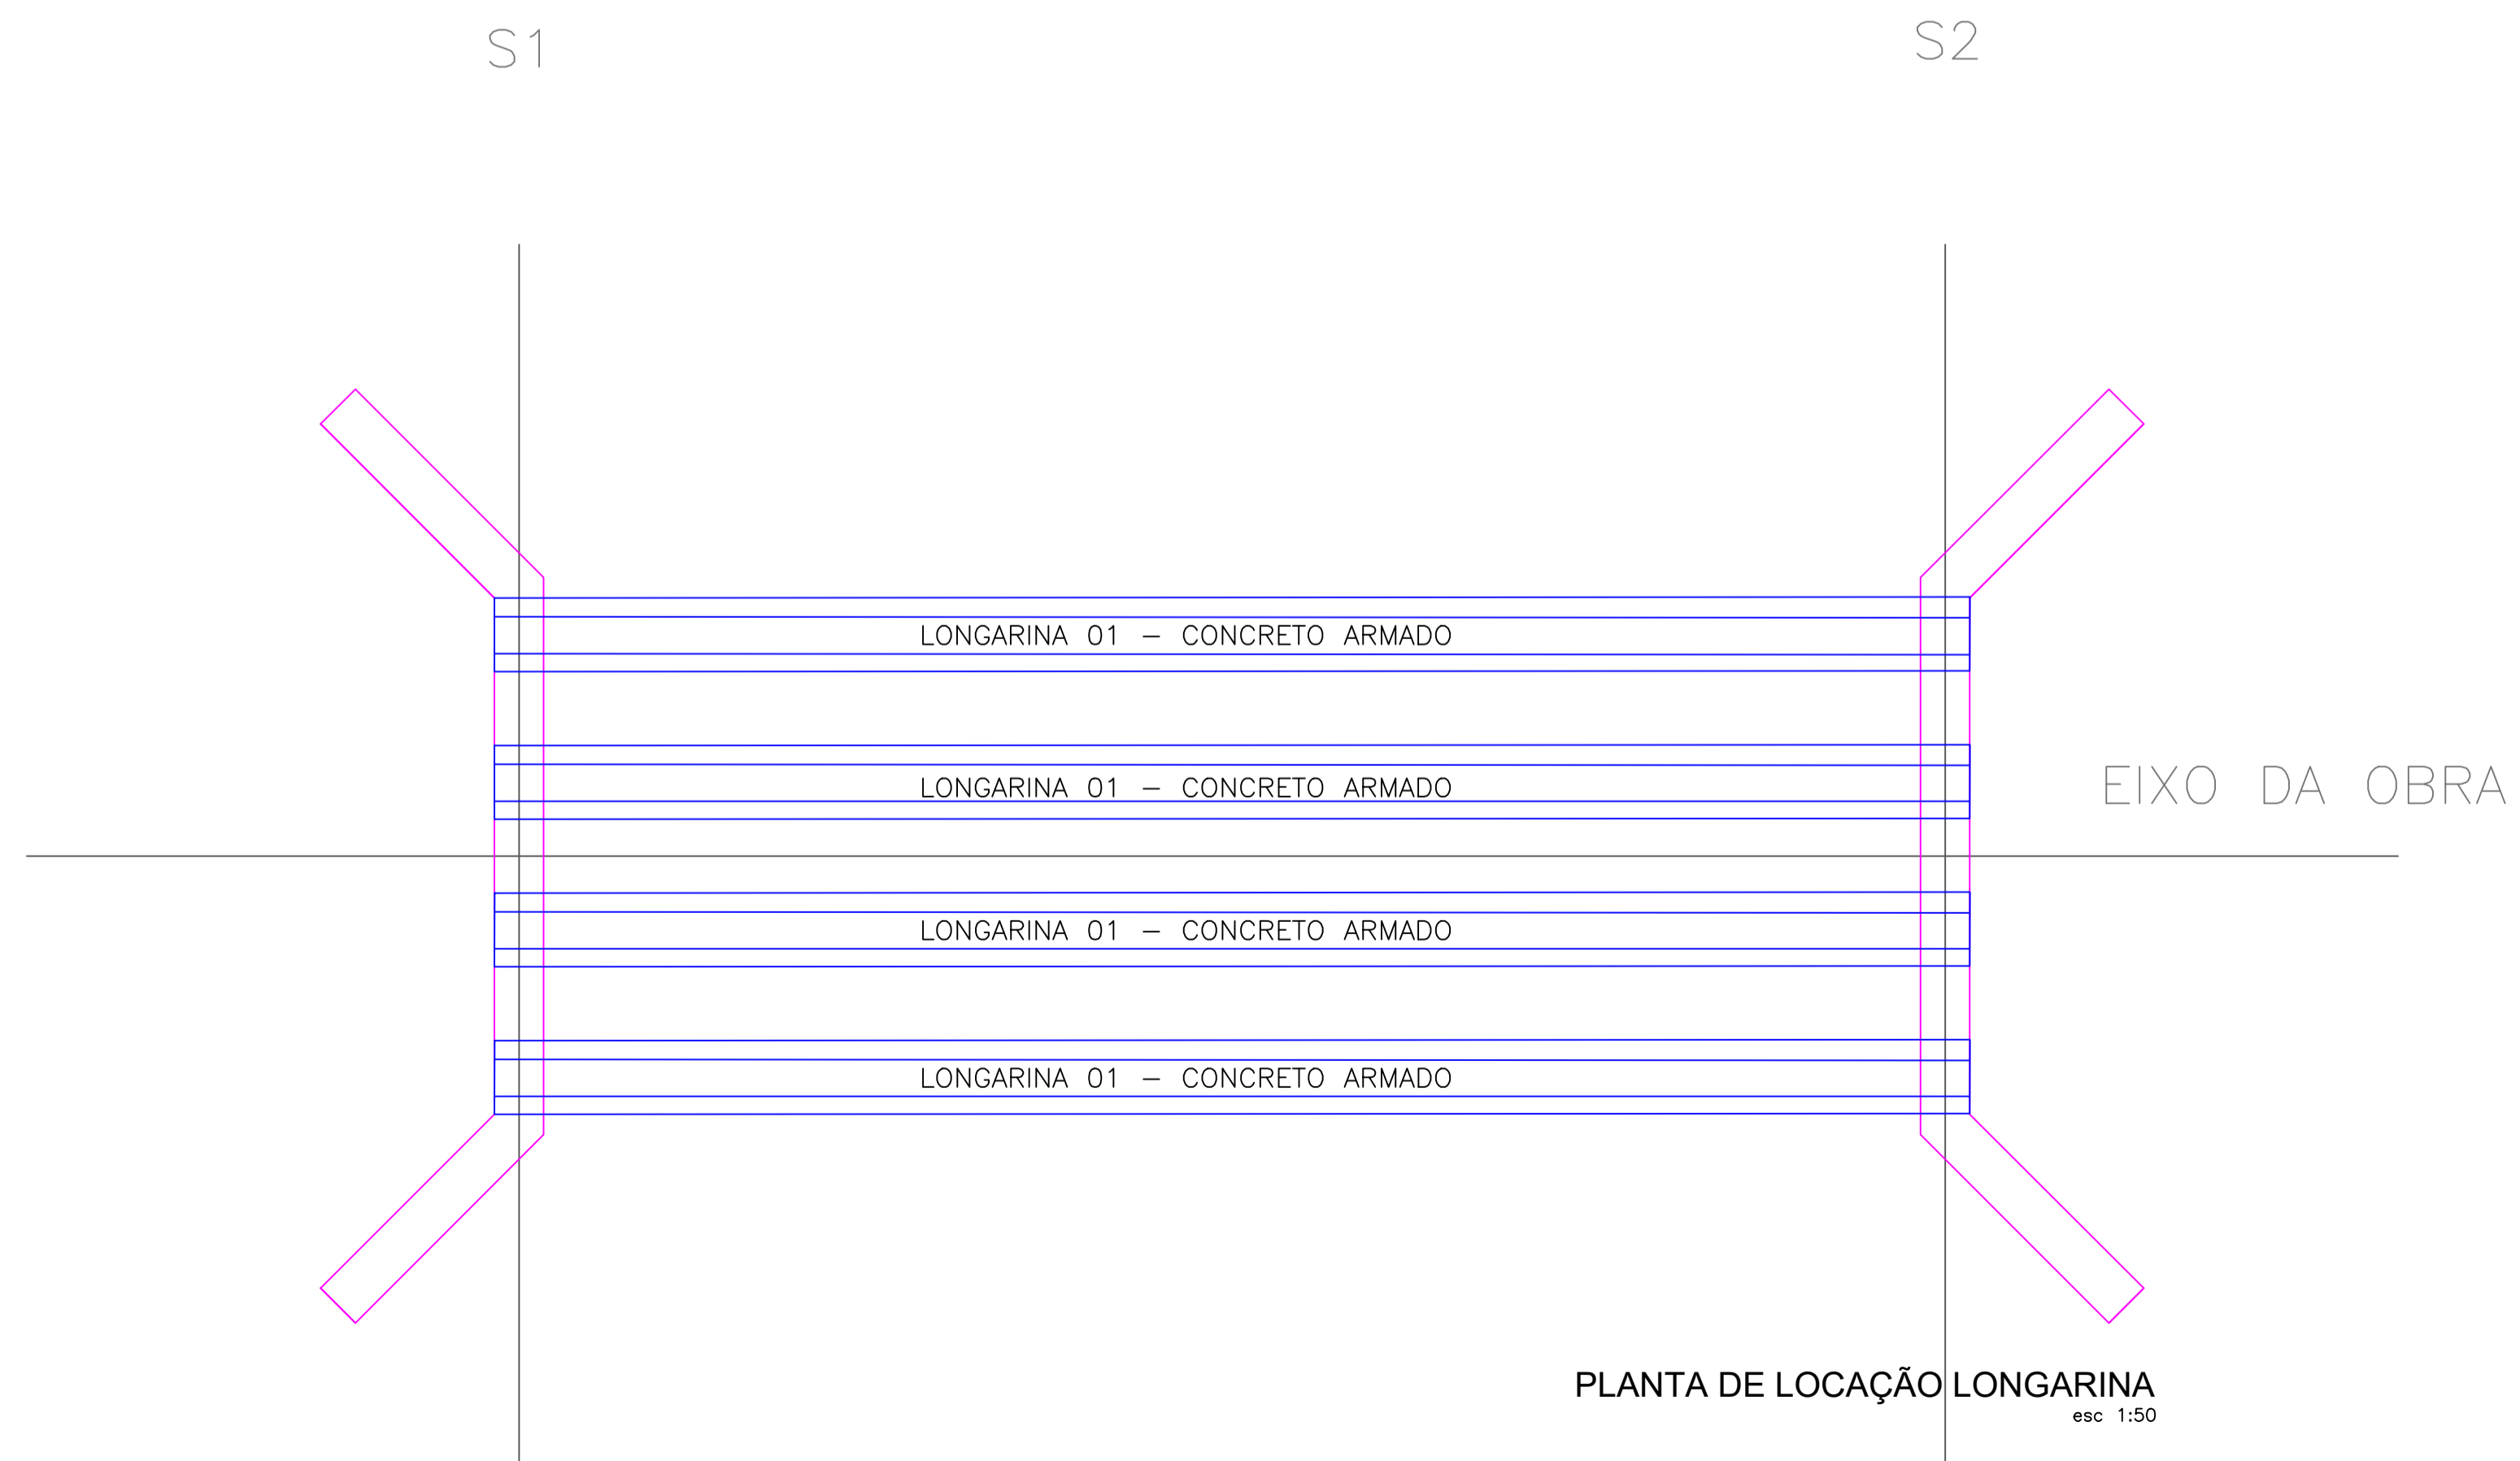 S1
S2
LONGARINA 01 – CONCRETO ARMADO
LONGARINA 01 – CONCRETO ARMADO
EIXO DA OBRA
LONGARINA 01 – CONCRETO ARMADO
LONGARINA 01 – CONCRETO ARMADO
PLANTA DE LOCAÇÃO LONGARINA
esc 1:50